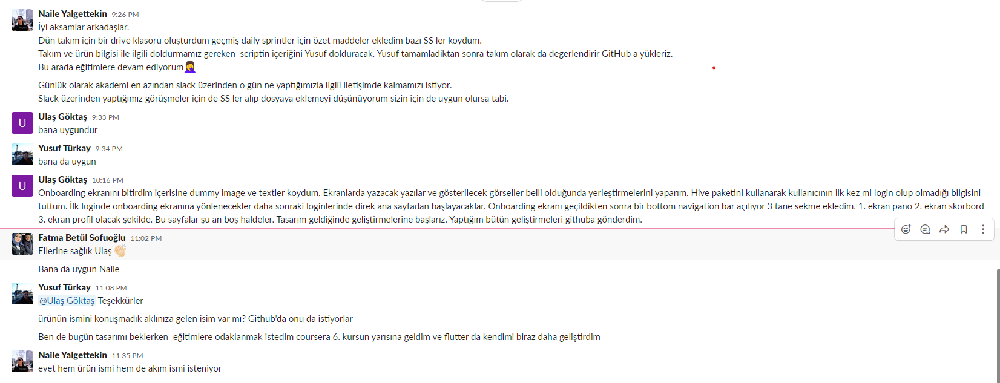 Naile Yalgettekin 9:26 PM
İyi aksamlar arkadaşlar.
Dün takım için bir drive klasoru oluşturdum geçmiş daily sprintler için özet maddeler ekledim bazı SS ler koydum.
Takım ve ürün bilgisi ile ilgili doldurmamız gereken  scriptin içeriğini Yusuf dolduracak. Yusuf tamamladiktan sonra takım olarak da degerlendirir GitHub a yükleriz.
Bu arada eğitimlere devam ediyorum🤦‍♀️
Günlük olarak akademi en azından slack üzerinden o gün ne yaptığımızla ilgili iletişimde kalmamızı istiyor.
Slack üzerinden yaptığımız görüşmeler için de SS ler alıp dosyaya eklemeyi düşünüyorum sizin için de uygun olursa tabi.
U
Ulaş Göktaş 9:33 PM
bana uygundur
Yusuf Türkay 9:34 PM
bana da uygun
U
Ulaş Göktaş 10:16 PM
Onboarding ekranını bitirdim içerisine dummy image ve textler koydum. Ekranlarda yazacak yazılar ve gösterilecek görseller belli olduğunda yerleştirmelerini yaparım. Hive paketini kullanarak kullanıcının ilk kez mi login olup olmadığı bilgisini
tuttum. İlk loginde onboarding ekranına yönlenecekler daha sonraki loginlerinde direk ana sayfadan başlayacaklar. Onboarding ekranı geçildikten sonra bir bottom navigation bar açılıyor 3 tane sekme ekledim. 1. ekran pano 2. ekran skorbord
3. ekran profil olacak şekilde. Bu sayfalar şu an boş haldeler. Tasarım geldiğinde geliştirmelerine başlarız. Yaptığım bütün geliştirmeleri githuba gönderdim.
Fatma Betül Sofuoğlu 11:02 PM
Ellerine sağlık Ulaş 👏🏻
Bana da uygun Naile
Yusuf Türkay 11:08 PM
@Ulaş Göktaş Teşekkürler
ürünün ismini konuşmadık aklınıza gelen isim var mı? Github'da onu da istiyorlar
Ben de bugün tasarımı beklerken  eğitimlere odaklanmak istedim coursera 6. kursun yarısına geldim ve flutter da kendimi biraz daha geliştirdim
Naile Yalgettekin 11:35 PM
evet hem ürün ismi hem de akım ismi isteniyor